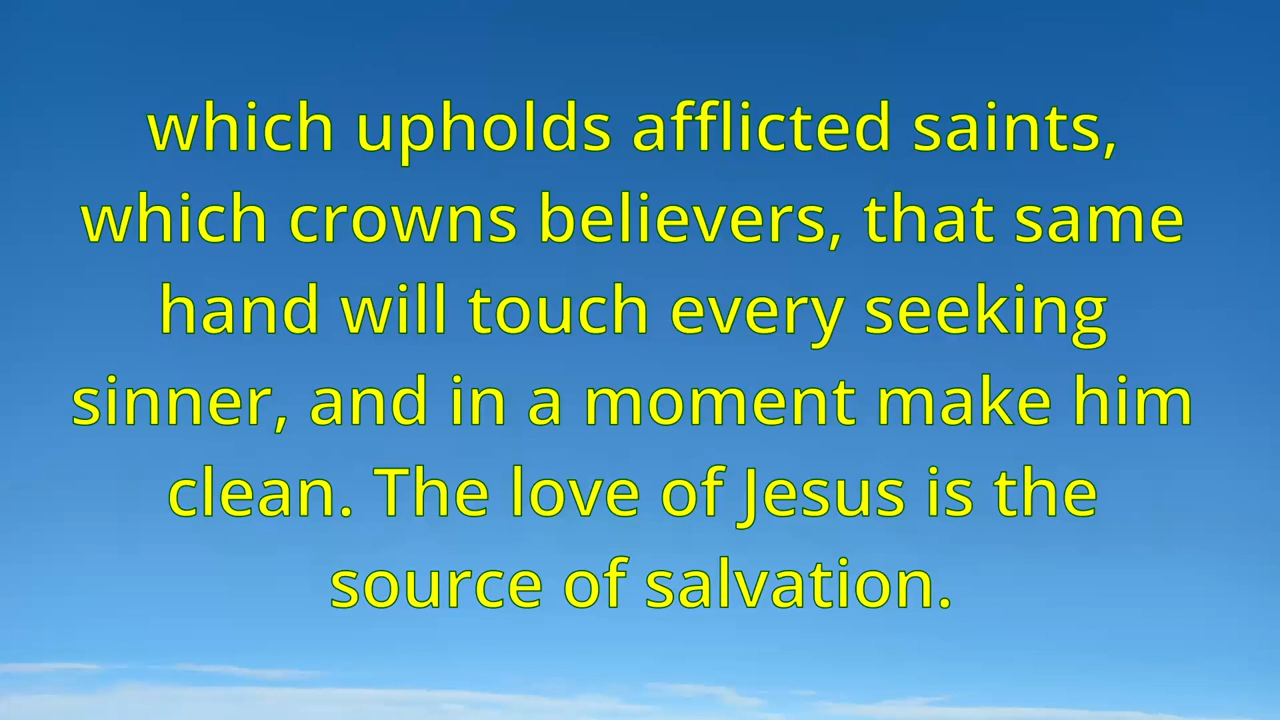 which upholds afflicted saints,
which crowns believers, that same
hand will touch every seeking
sinner, and in a moment make him
clean. The love of Jesus is the
source of salvation.